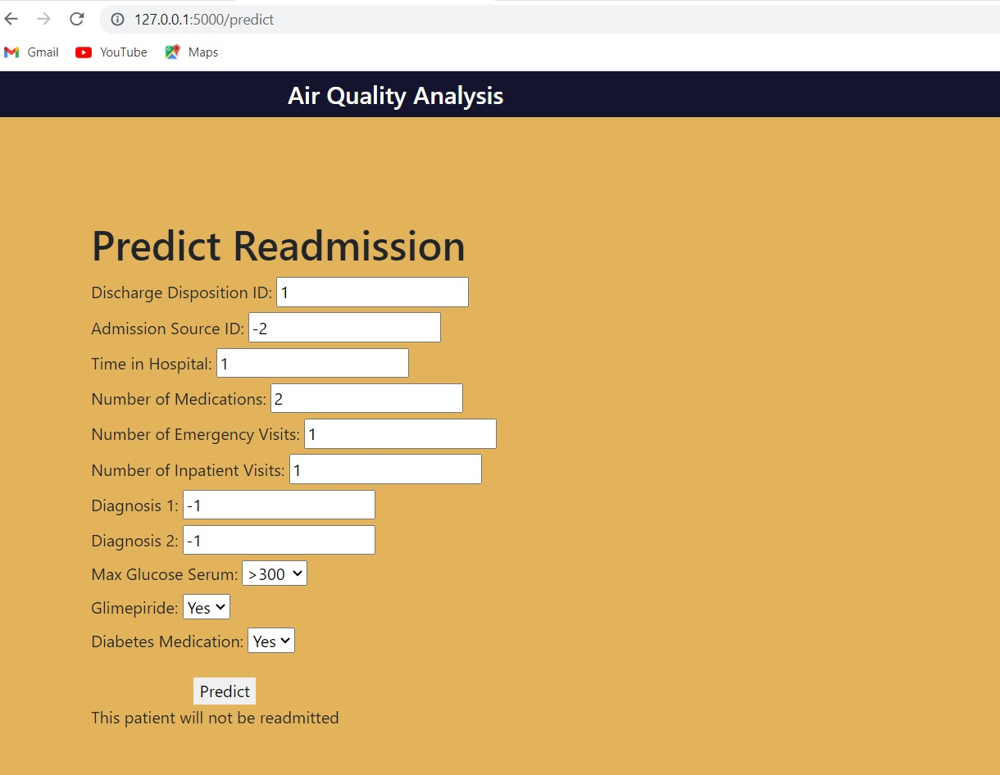 127.0.0.1:5000/predict
Gmail YouTube Maps
Air Quality Analysis
Predict Readmission
Discharge Disposition ID: 1
Admission Source ID: -2
Time in Hospital: 1
Number of Medications: 2
Number of Emergency Visits: 1
Number of Inpatient Visits: 1
Diagnosis 1: -1
Diagnosis 2: -1
Max Glucose Serum: >300
Glimepiride: Yes
Diabetes Medication: Yes
Predict
This patient will not be readmitted